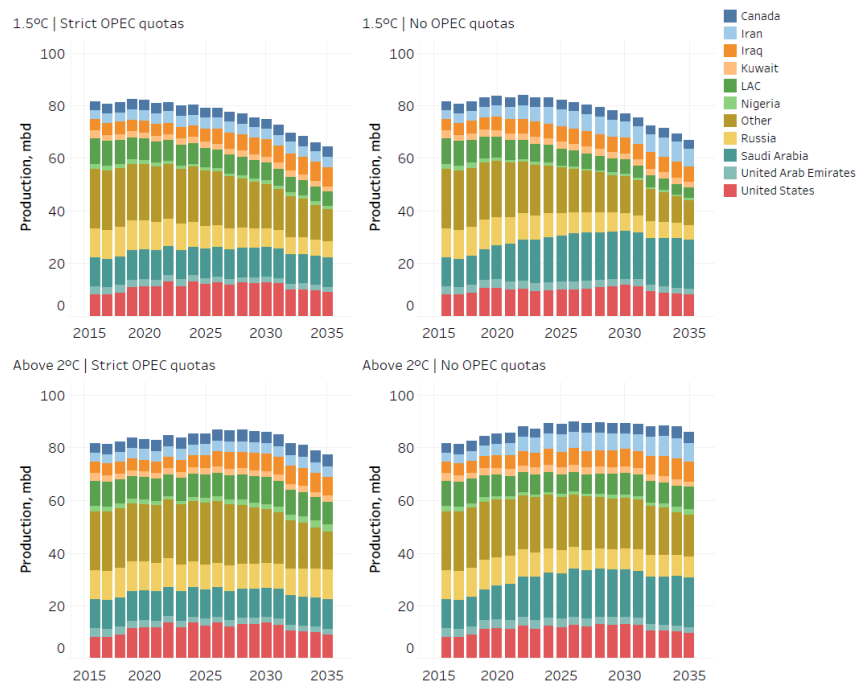 1.5ºC | Strict OPEC quotas
1.5ºC | No OPEC quotas
Canada
Iran
Iraq
Kuwait
LAC
Nigeria
Other
Russia
Saudi Arabia
United Arab Emirates
United States
Production, mbd
100
80
60
40
20
0
2015 2020 2025 2030 2035
Production, mbd
100
80
60
40
20
0
2015 2020 2025 2030 2035
Above 2ºC | Strict OPEC quotas
Above 2ºC | No OPEC quotas
Production, mbd
100
80
60
40
20
0
2015 2020 2025 2030 2035
Production, mbd
100
80
60
40
20
0
2015 2020 2025 2030 2035